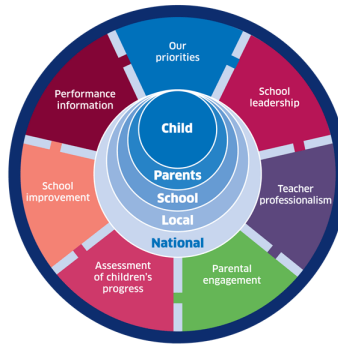 Our
priorities
School
leadership
Teacher
professionalism
Parental
engagement
Assessment
of children's
progress
School
improvement
Performance
information
Child
Parents
School
Local
National